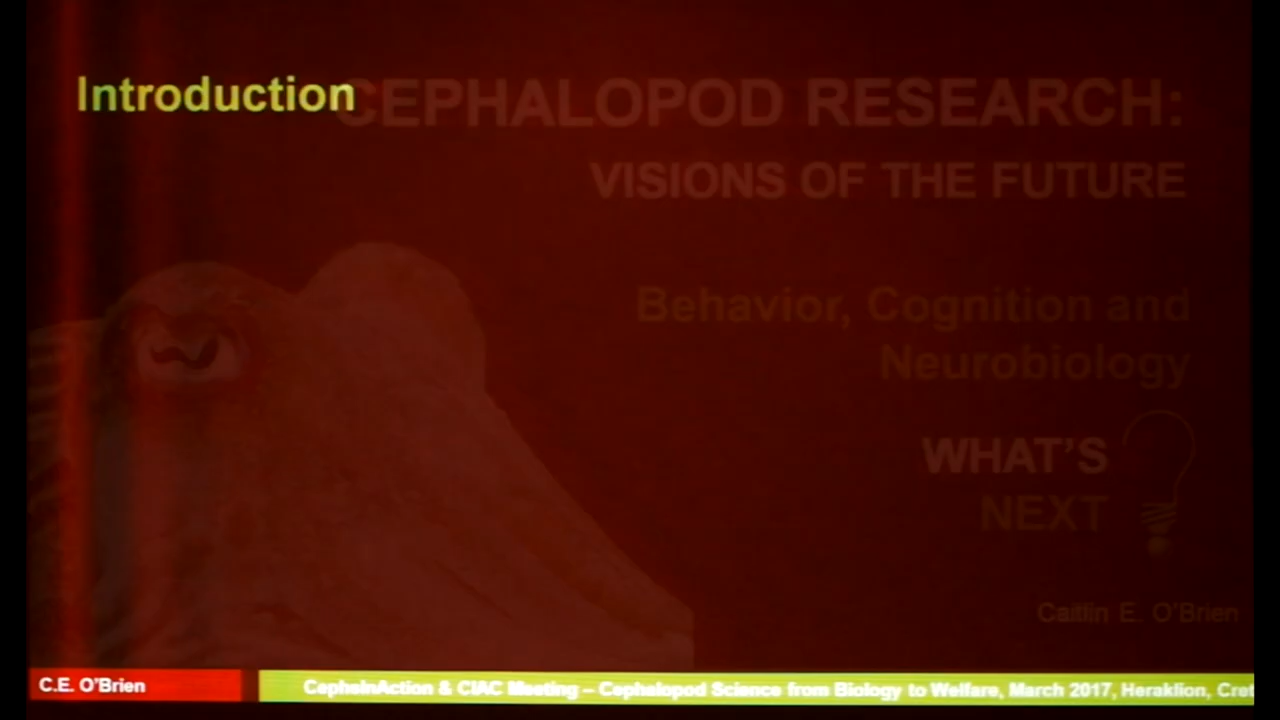 Introduction
CEPHALOPOD RESEARCH:
VISIONS OF THE FUTURE
Behavior, Cognition and
Neurobiology
WHAT'S
NEXT
Caitlin E. O'Brien
C.E. O'Brien
CephsInAction & CIAC Meeting – Cephalopod Science from Biology to Welfare, March 2017, Heraklion, Cret